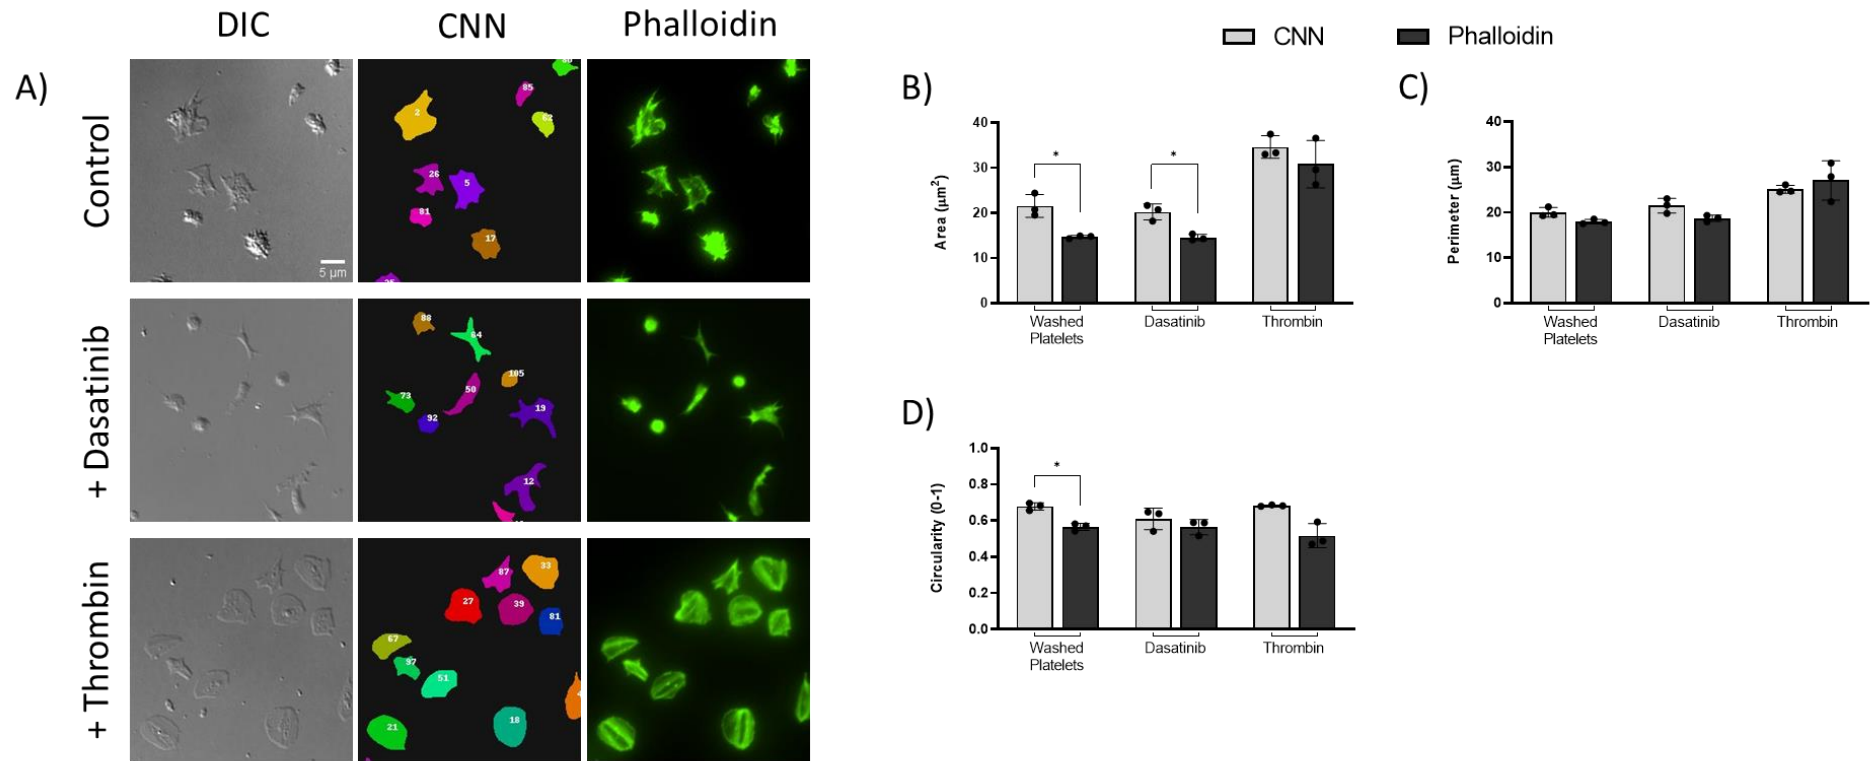 DIC CNN Phalloidin
A)
Control
+ Dasatinib
+ Thrombin
85
2
62
26
5
81
17
5 μm
88
64
50
105
73
92
19
12
87
33
27
39
81
67
37
51
21
18
CNN Phalloidin
B)
Area (μm²)
40
30
20
10
0
*
*
Washed
Platelets
Dasatinib
Thrombin
C)
Perimeter (μm)
40
30
20
10
0
Washed
Platelets
Dasatinib
Thrombin
D)
Circularity (0-1)
1.0
0.8
0.6
0.4
0.2
0.0
*
Washed
Platelets
Dasatinib
Thrombin